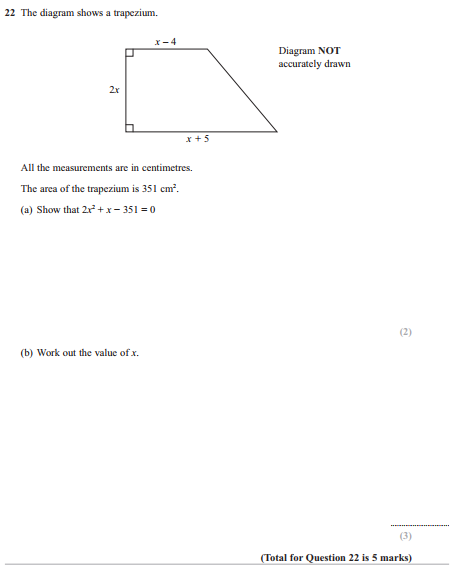 22 The diagram shows a trapezium.
x – 4
Diagram NOT
accurately drawn
2x
x + 5
All the measurements are in centimetres.
The area of the trapezium is 351 cm².
(a) Show that 2x² + x – 351 = 0
(2)
(b) Work out the value of x.
(3)
(Total for Question 22 is 5 marks)